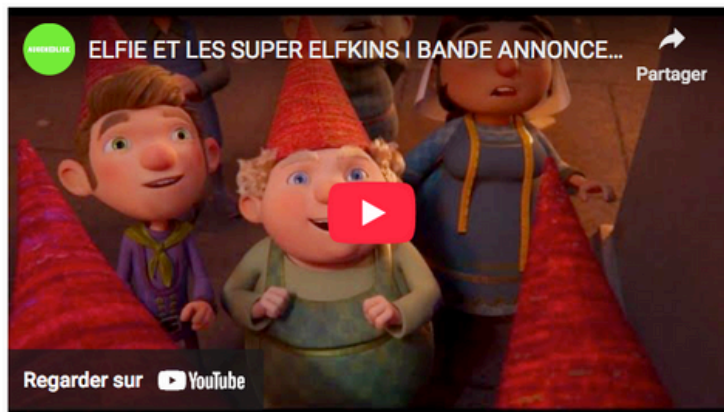 ELFIE ET LES SUPER ELFKINS I BANDE ANNONCE...
Partager
Regarder sur YouTube